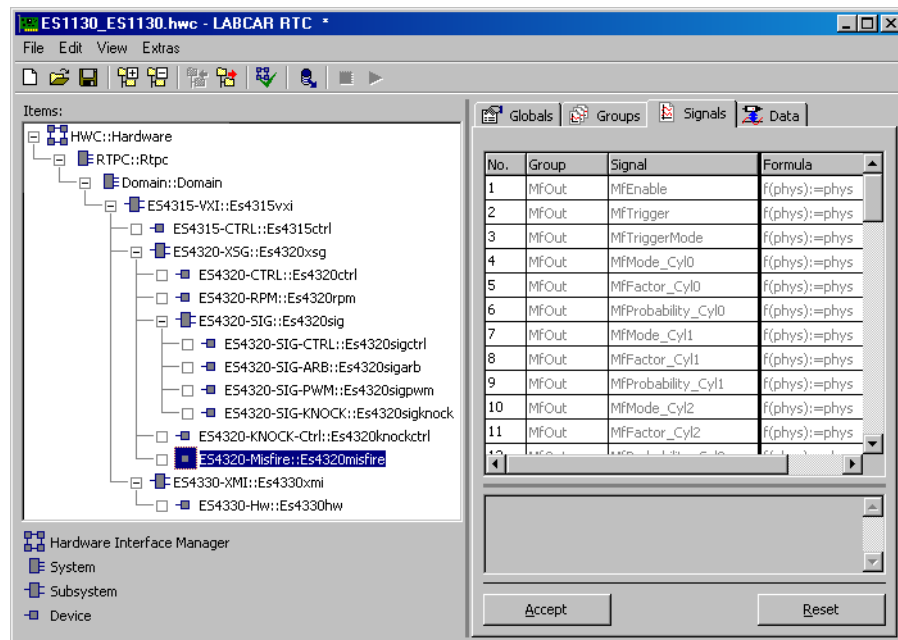 ES1130_ES1130.hwc - LABCAR RTC *
File Edit View Extras
Items:
HWC::Hardware
RTPC::Rtpc
Domain::Domain
ES4315-VXI::Es4315vxi
ES4315-CTRL::Es4315ctrl
ES4320-XSG::Es4320xsg
ES4320-CTRL::Es4320ctrl
ES4320-RPM::Es4320rpm
ES4320-SIG::Es4320sig
ES4320-SIG-CTRL::Es4320sigctrl
ES4320-SIG-ARB::Es4320sigarb
ES4320-SIG-PWM::Es4320sigpwm
ES4320-SIG-KNOCK::Es4320sigknock
ES4320-KNOCK-Ctrl::Es4320knockctrl
ES4320-Misfire::Es4320misfire
ES4330-XMI::Es4330xmi
ES4330-Hw::Es4330hw
Hardware Interface Manager
System
Subsystem
Device
Globals Groups Signals Data
No. Group Signal Formula
1 MfOut MfEnable f(phys):=phys
2 MfOut MfTrigger f(phys):=phys
3 MfOut MfTriggerMode f(phys):=phys
4 MfOut MfMode_Cyl0 f(phys):=phys
5 MfOut MfFactor_Cyl0 f(phys):=phys
6 MfOut MfProbability_Cyl0 f(phys):=phys
7 MfOut MfMode_Cyl1 f(phys):=phys
8 MfOut MfFactor_Cyl1 f(phys):=phys
9 MfOut MfProbability_Cyl1 f(phys):=phys
10 MfOut MfMode_Cyl2 f(phys):=phys
11 MfOut MfFactor_Cyl2 f(phys):=phys
Accept Reset